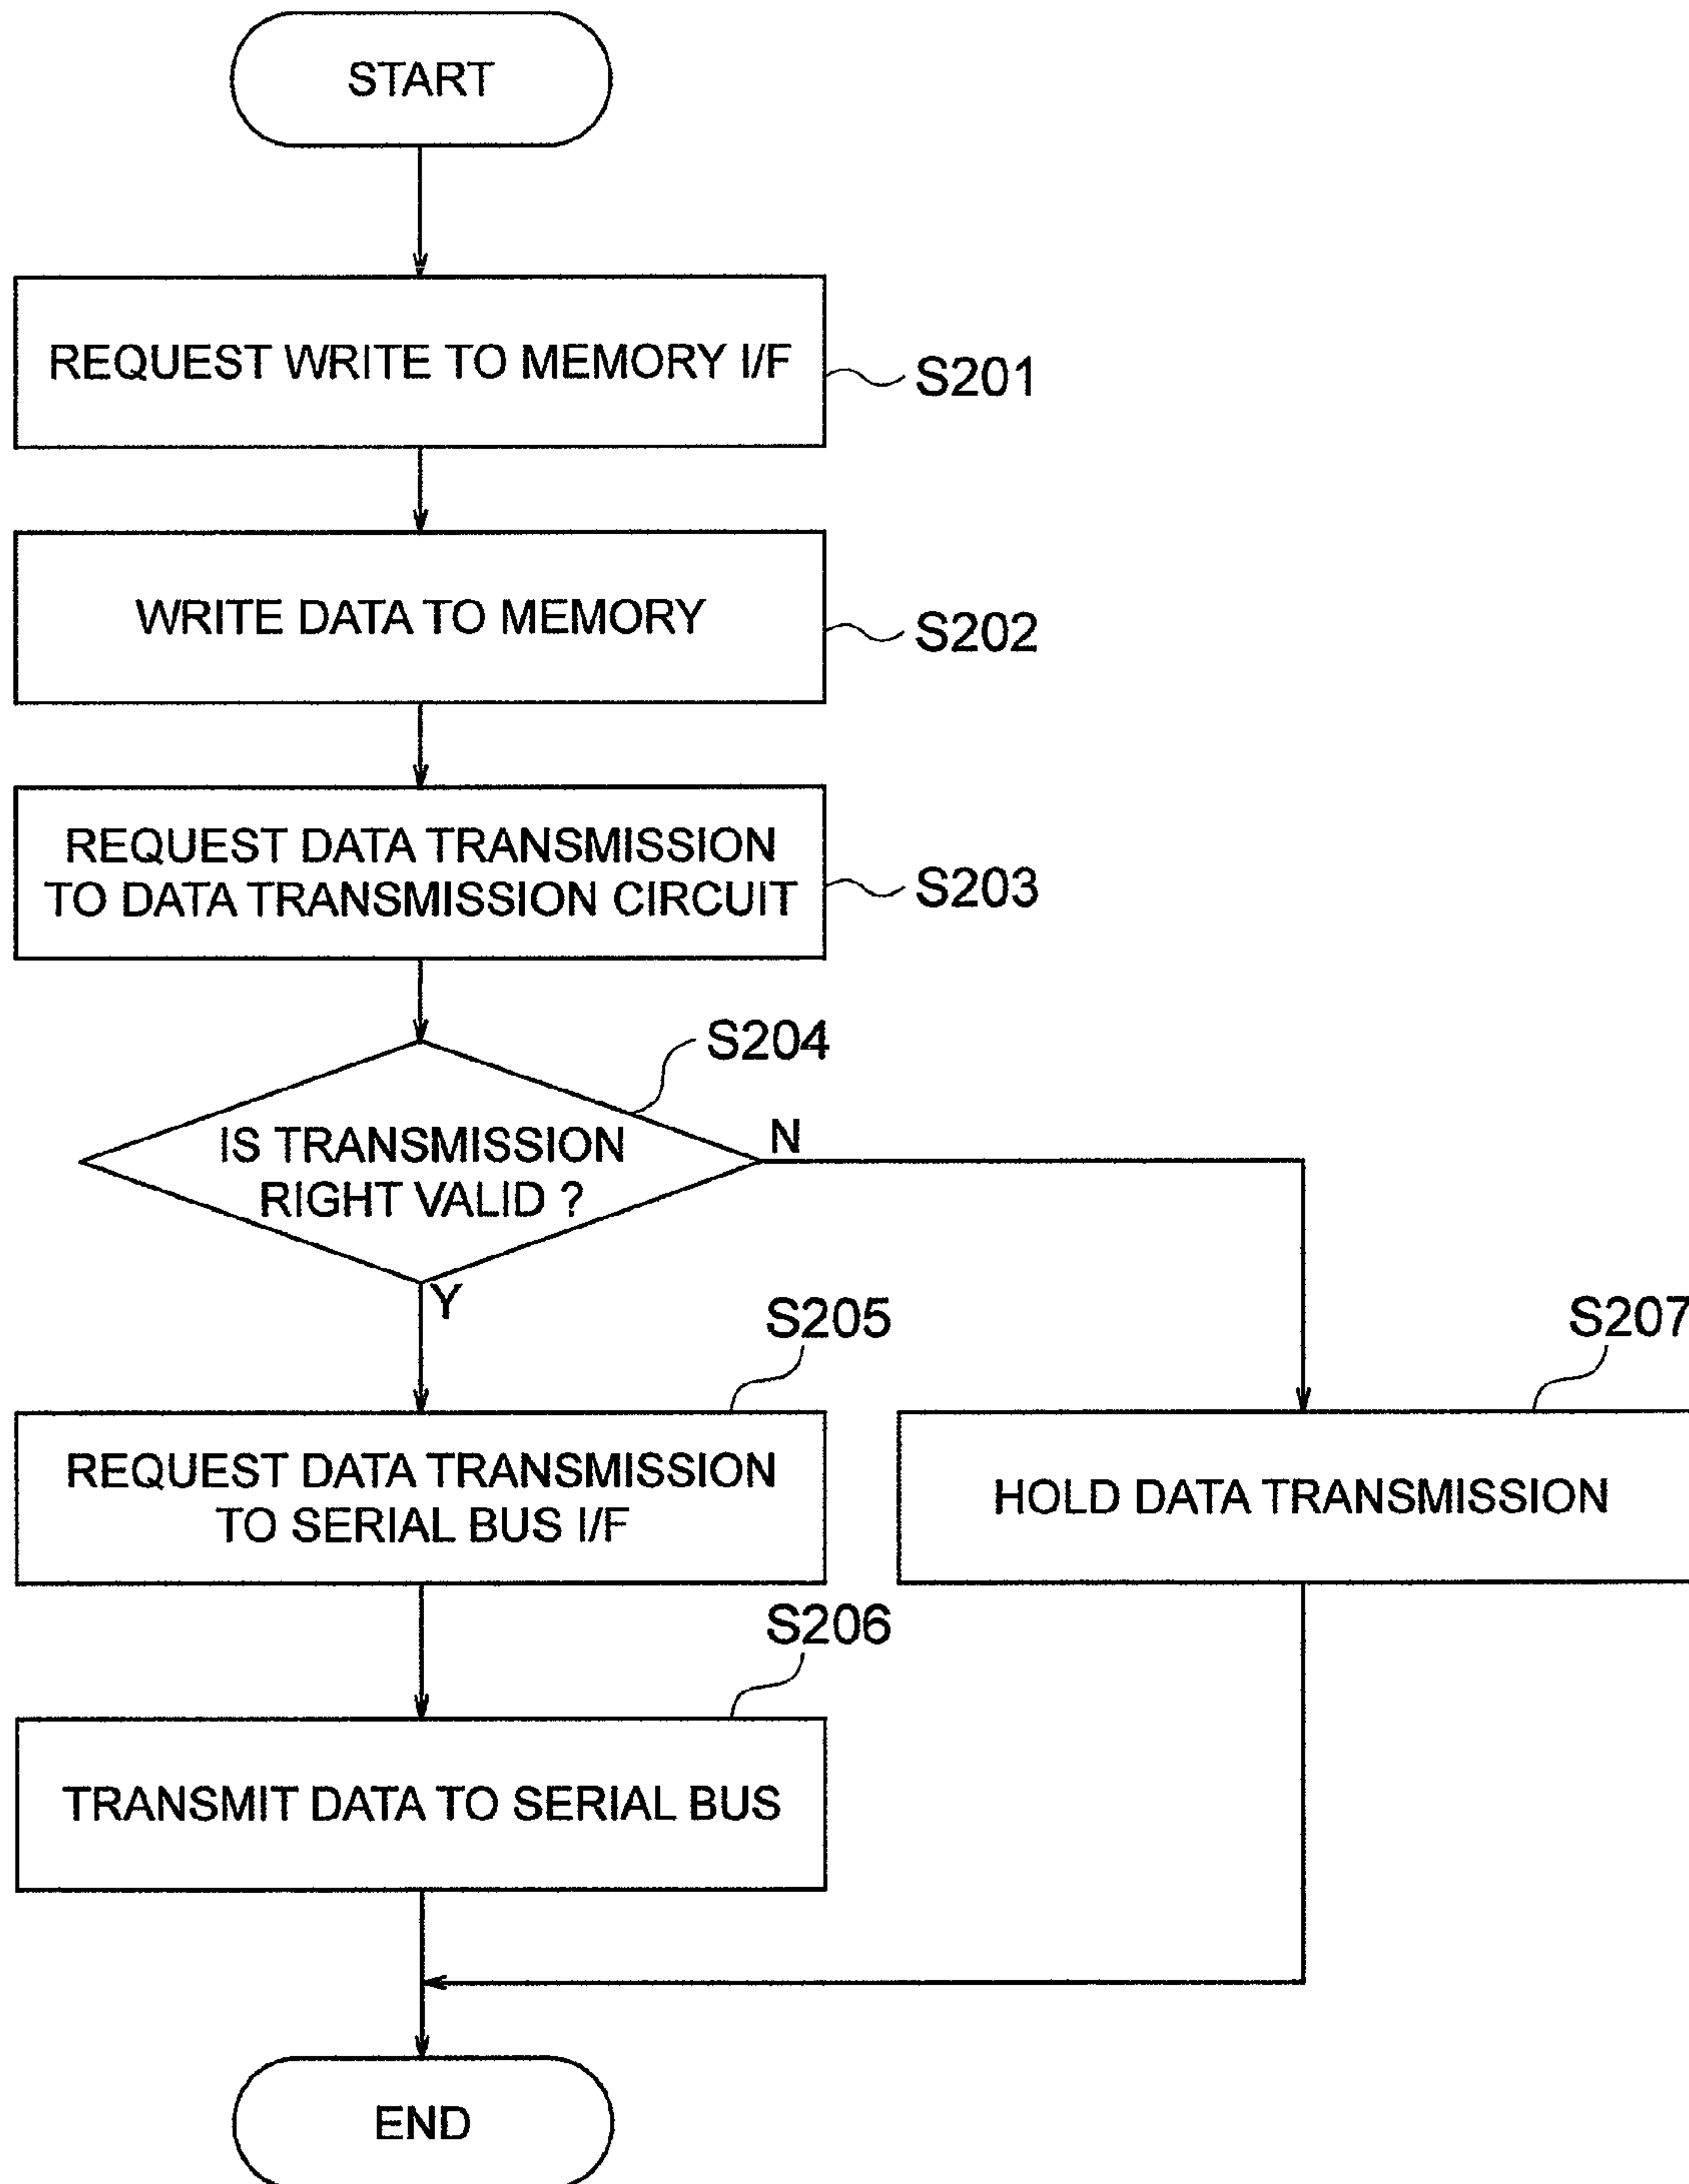 START
REQUEST WRITE TO MEMORY I/F
S201
WRITE DATA TO MEMORY
S202
REQUEST DATA TRANSMISSION
TO DATA TRANSMISSION CIRCUIT
S203
S204
IS TRANSMISSION
RIGHT VALID ?
N
Y
S205
REQUEST DATA TRANSMISSION
TO SERIAL BUS I/F
S207
HOLD DATA TRANSMISSION
S206
TRANSMIT DATA TO SERIAL BUS
END